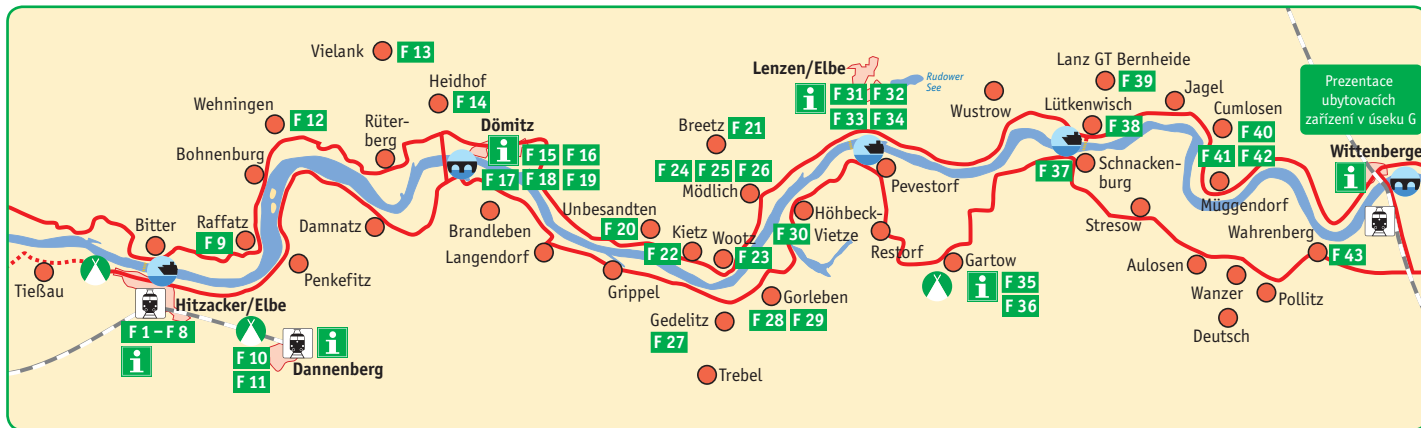 Vielank
F 13
Heidhof
F 14
Wehningen
F 12
Rüter-
berg
Bohnenburg
Dömitz
F 15
F 16
F 17
F 18
F 19
Bitter
Raffatz
F 9
Damnatz
Penkefitz
Tießau
Hitzacker/Elbe
F 1 – F 8
F 10
F 11
Dannenberg
Brandleben
Langendorf
Unbesandten
F 20
Grippel
Kietz
F 22
Wootz
F 23
Breetz
F 21
F 24
F 25
F 26
Mödlich
Lenzen/Elbe
F 31
F 32
F 33
F 34
Rudower
See
Pevestorf
Höhbeck-
Vietze
F 30
Restorf
Gorleben
F 28
F 29
Gedelitz
F 27
Trebel
Gartow
F 35
F 36
Wustrow
Lanz GT Bernheide
F 39
Lütkenwisch
F 38
Jagel
Cumlosen
F 40
F 41
F 42
F 37
Schnacken-
burg
Stresow
Müggendorf
Wahrenberg
F 43
Aulosen
Wanzer
Pollitz
Deutsch
Wittenberge
Prezentace
ubytovacích
zařízení v úseku G